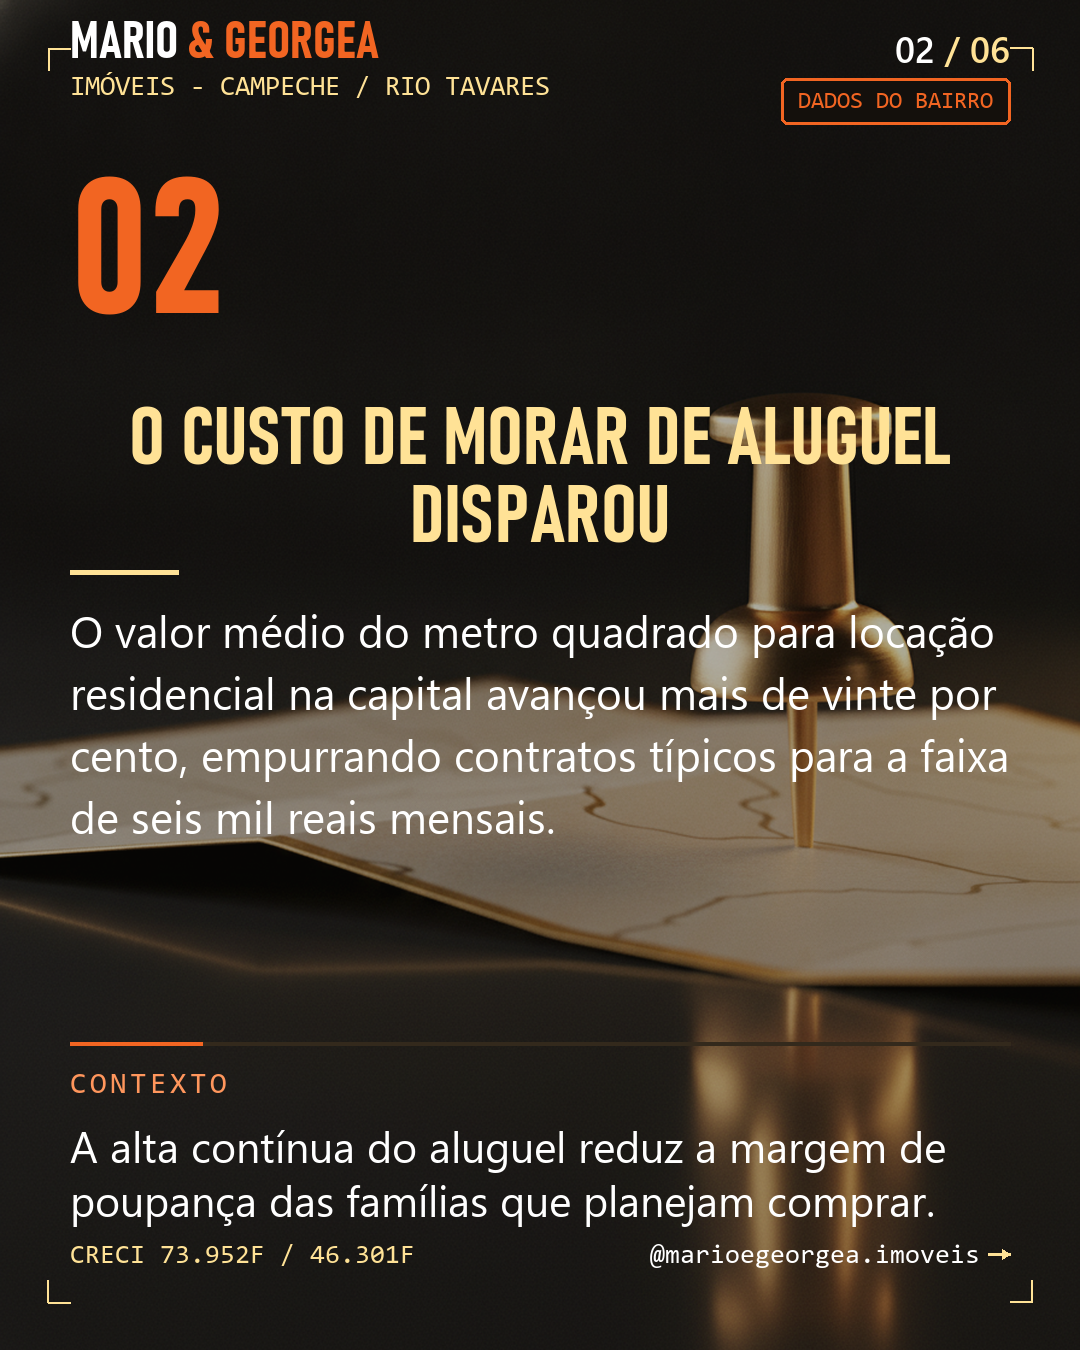 MARIO & GEORGEA
IMÓVEIS - CAMPECHE / RIO TAVARES
02 / 06
DADOS DO BAIRRO
02
O CUSTO DE MORAR DE ALUGUEL
DISPAROU
O valor médio do metro quadrado para locação
residencial na capital avançou mais de vinte por
cento, empurrando contratos típicos para a faixa
de seis mil reais mensais.
CONTEXTO
A alta contínua do aluguel reduz a margem de
poupança das famílias que planejam comprar.
CRECI 73.952F / 46.301F
@marioegeorgea.imoveis